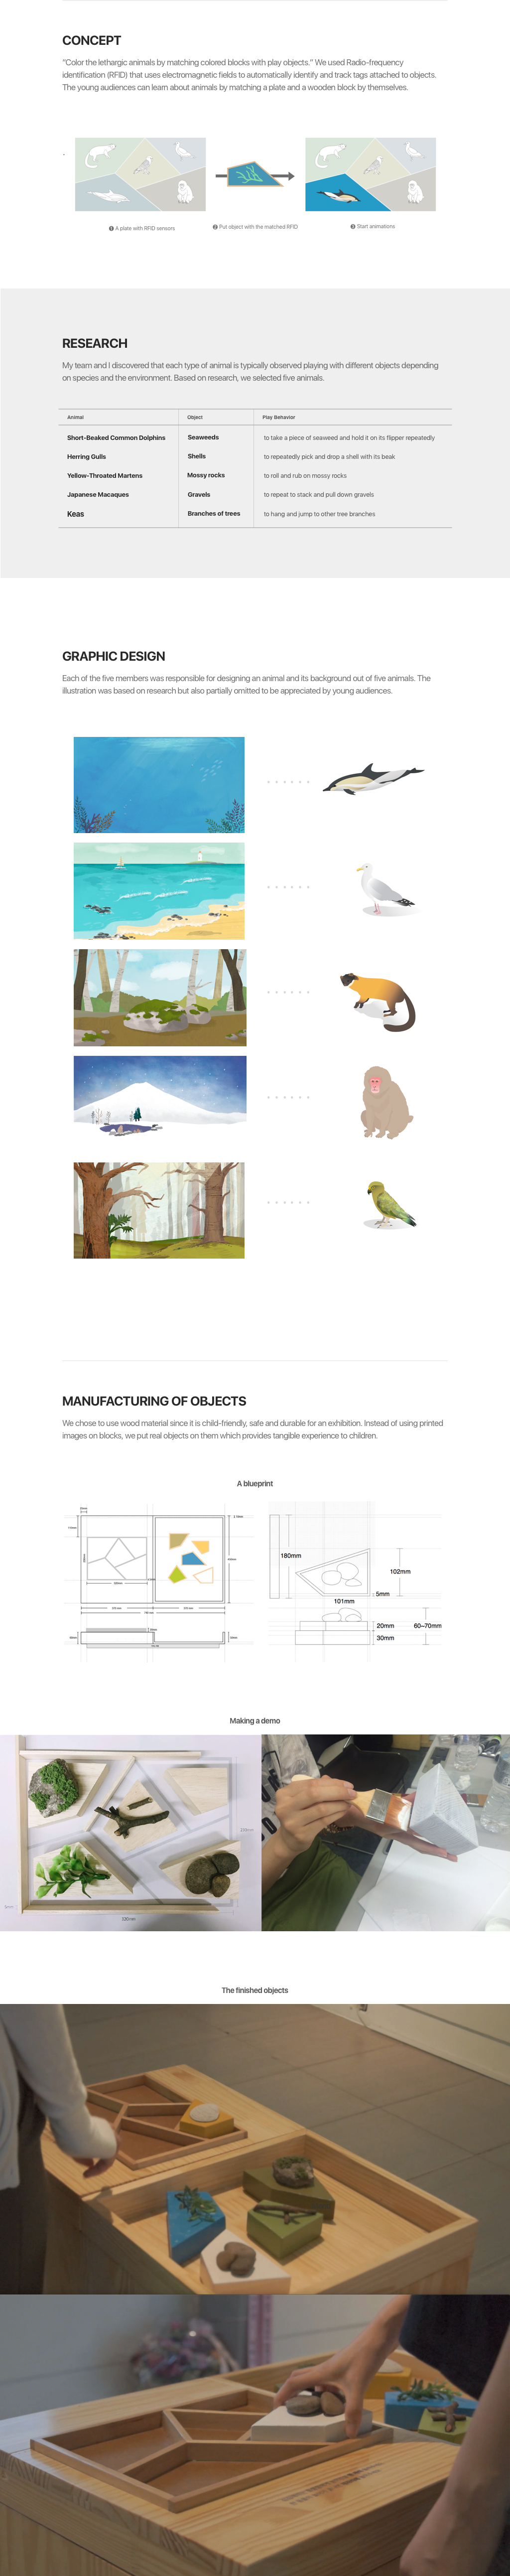 CONCEPT
“Color the lethargic animals by matching colored blocks with play objects.” We used Radio-frequency
identification (RFID) that uses electromagnetic fields to automatically identify and track tags attached to objects.
The young audiences can learn about animals by matching a plate and a wooden block by themselves.
❶ A plate with RFID sensors
❷ Put object with the matched RFID
❸ Start animations
RESEARCH
My team and I discovered that each type of animal is typically observed playing with different objects depending
on species and the environment. Based on research, we selected five animals.
Animal Object Play Behavior
Short-Beaked Common Dolphins Seaweeds to take a piece of seaweed and hold it on its flipper repeatedly
Herring Gulls Shells to repeatedly pick and drop a shell with its beak
Yellow-Throated Martens Mossy rocks to roll and rub on mossy rocks
Japanese Macaques Gravels to repeat to stack and pull down gravels
Keas Branches of trees to hang and jump to other tree branches
GRAPHIC DESIGN
Each of the five members was responsible for designing an animal and its background out of five animals. The
illustration was based on research but also partially omitted to be appreciated by young audiences.
MANUFACTURING OF OBJECTS
We chose to use wood material since it is child-friendly, safe and durable for an exhibition. Instead of using printed
images on blocks, we put real objects on them which provides tangible experience to children.
A blueprint
180mm
102mm
5mm
101mm
20mm
60~70mm
30mm
Making a demo
The finished objects